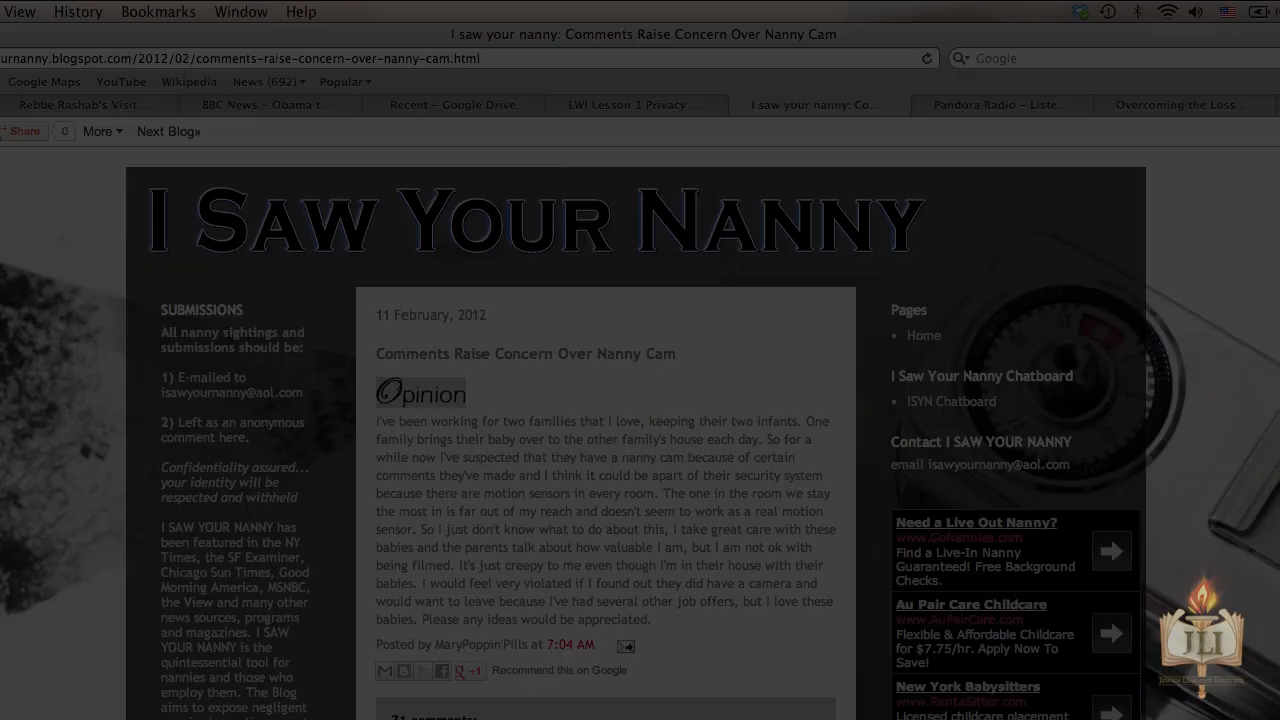 View History Bookmarks Window Help
I saw your nanny: Comments Raise Concern Over Nanny Cam
urnanny.blogspot.com/2012/02/comments-raise-concern-over-nanny-cam.html
Google
Google Maps YouTube Wikipedia News (692) Popular
Rebbe Rashab's Visit ... BBC News – Obama t... Recent – Google Drive LWI Lesson 1 Privacy ... I saw your nanny: Co... Pandora Radio – Liste... Overcoming the Loss ...
Share 0 More Next Blog»
I Saw Your Nanny
SUBMISSIONS
All nanny sightings and
submissions should be:
1) E-mailed to
isawyournanny@aol.com
2) Left as an anonymous
comment here.
Confidentiality assured...
your identity will be
respected and withheld
I SAW YOUR NANNY has
been featured in the NY
Times, the SF Examiner,
Chicago Sun Times, Good
Morning America, MSNBC,
the View and many other
news sources, programs
and magazines. I SAW
YOUR NANNY is the
quintessential tool for
nannies and those who
employ them. The Blog
aims to expose negligent
11 February, 2012
Comments Raise Concern Over Nanny Cam
Opinion
I've been working for two families that I love, keeping their two infants. One
family brings their baby over to the other family's house each day. So for a
while now I've suspected that they have a nanny cam because of certain
comments they've made and I think it could be apart of their security system
because there are motion sensors in every room. The one in the room we stay
the most in is far out of my reach and doesn't seem to work as a real motion
sensor. So I just don't know what to do about this, I take great care with these
babies and the parents talk about how valuable I am, but I am not ok with
being filmed. It's just creepy to me even though I'm in their house with their
babies. I would feel very violated if I found out they did have a camera and
would want to leave because I've had several other job offers, but I love these
babies. Please any ideas would be appreciated.
Posted by MaryPoppin'Pills at 7:04 AM
+1 Recommend this on Google
71 comments:
Pages
• Home
I Saw Your Nanny Chatboard
• ISYN Chatboard
Contact I SAW YOUR NANNY
email isawyournanny@aol.com
Need a Live Out Nanny?
www.GoNannies.com
Find a Live-In Nanny
Guaranteed! Free Background
Checks.
Au Pair Care Childcare
www.AuPairCare.com
Flexible & Affordable Childcare
for $7.75/hr. Apply Now To
Save!
New York Babysitters
www.RentaSitter.com
Licensed childcare placement
JLI